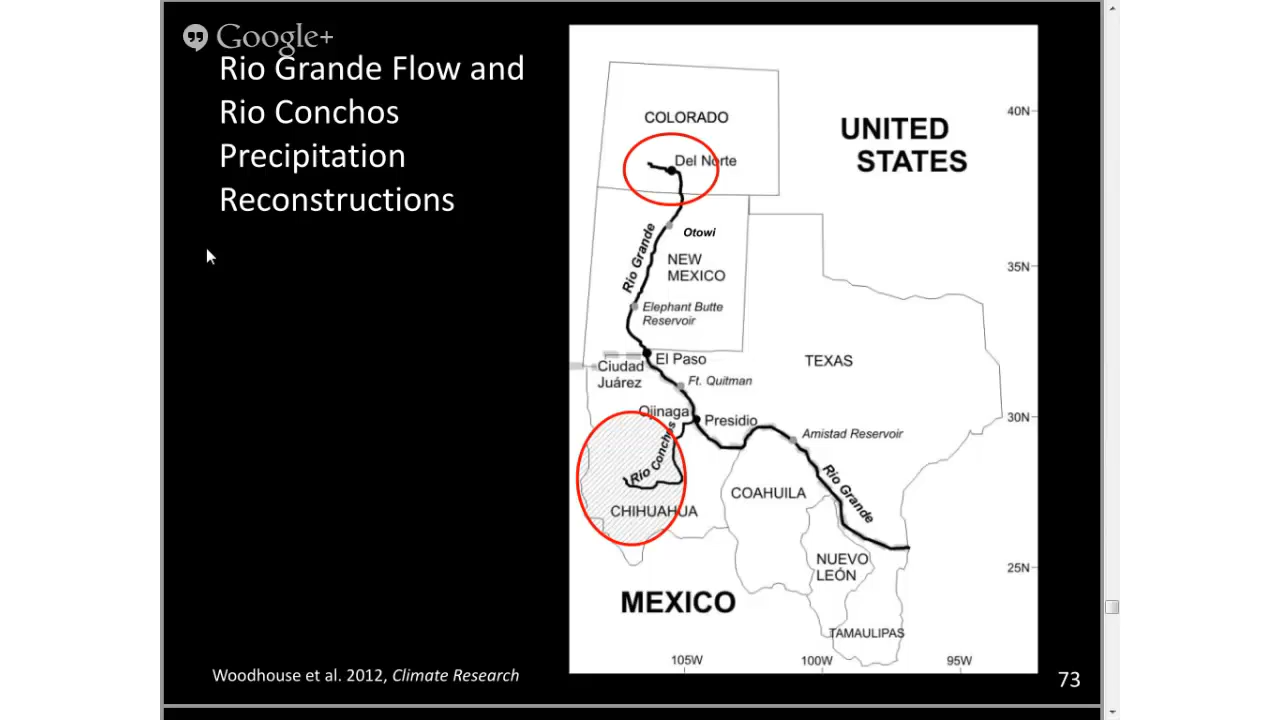 Google+
Rio Grande Flow and
Rio Conchos
Precipitation
Reconstructions
COLORADO
Del Norte
UNITED
STATES
40N
Otowi
Rio Grande
NEW
MEXICO
35N
Elephant Butte
Reservoir
El Paso
TEXAS
Ciudad
Juárez
Ft. Quitman
Ojinaga
Presidio
30N
Amistad Reservoir
Rio Conchos
Rio Grande
COAHUILA
CHIHUAHUA
NUEVO
LEÓN
25N
MEXICO
TAMAULIPAS
105W
100W
95W
Woodhouse et al. 2012, Climate Research
73